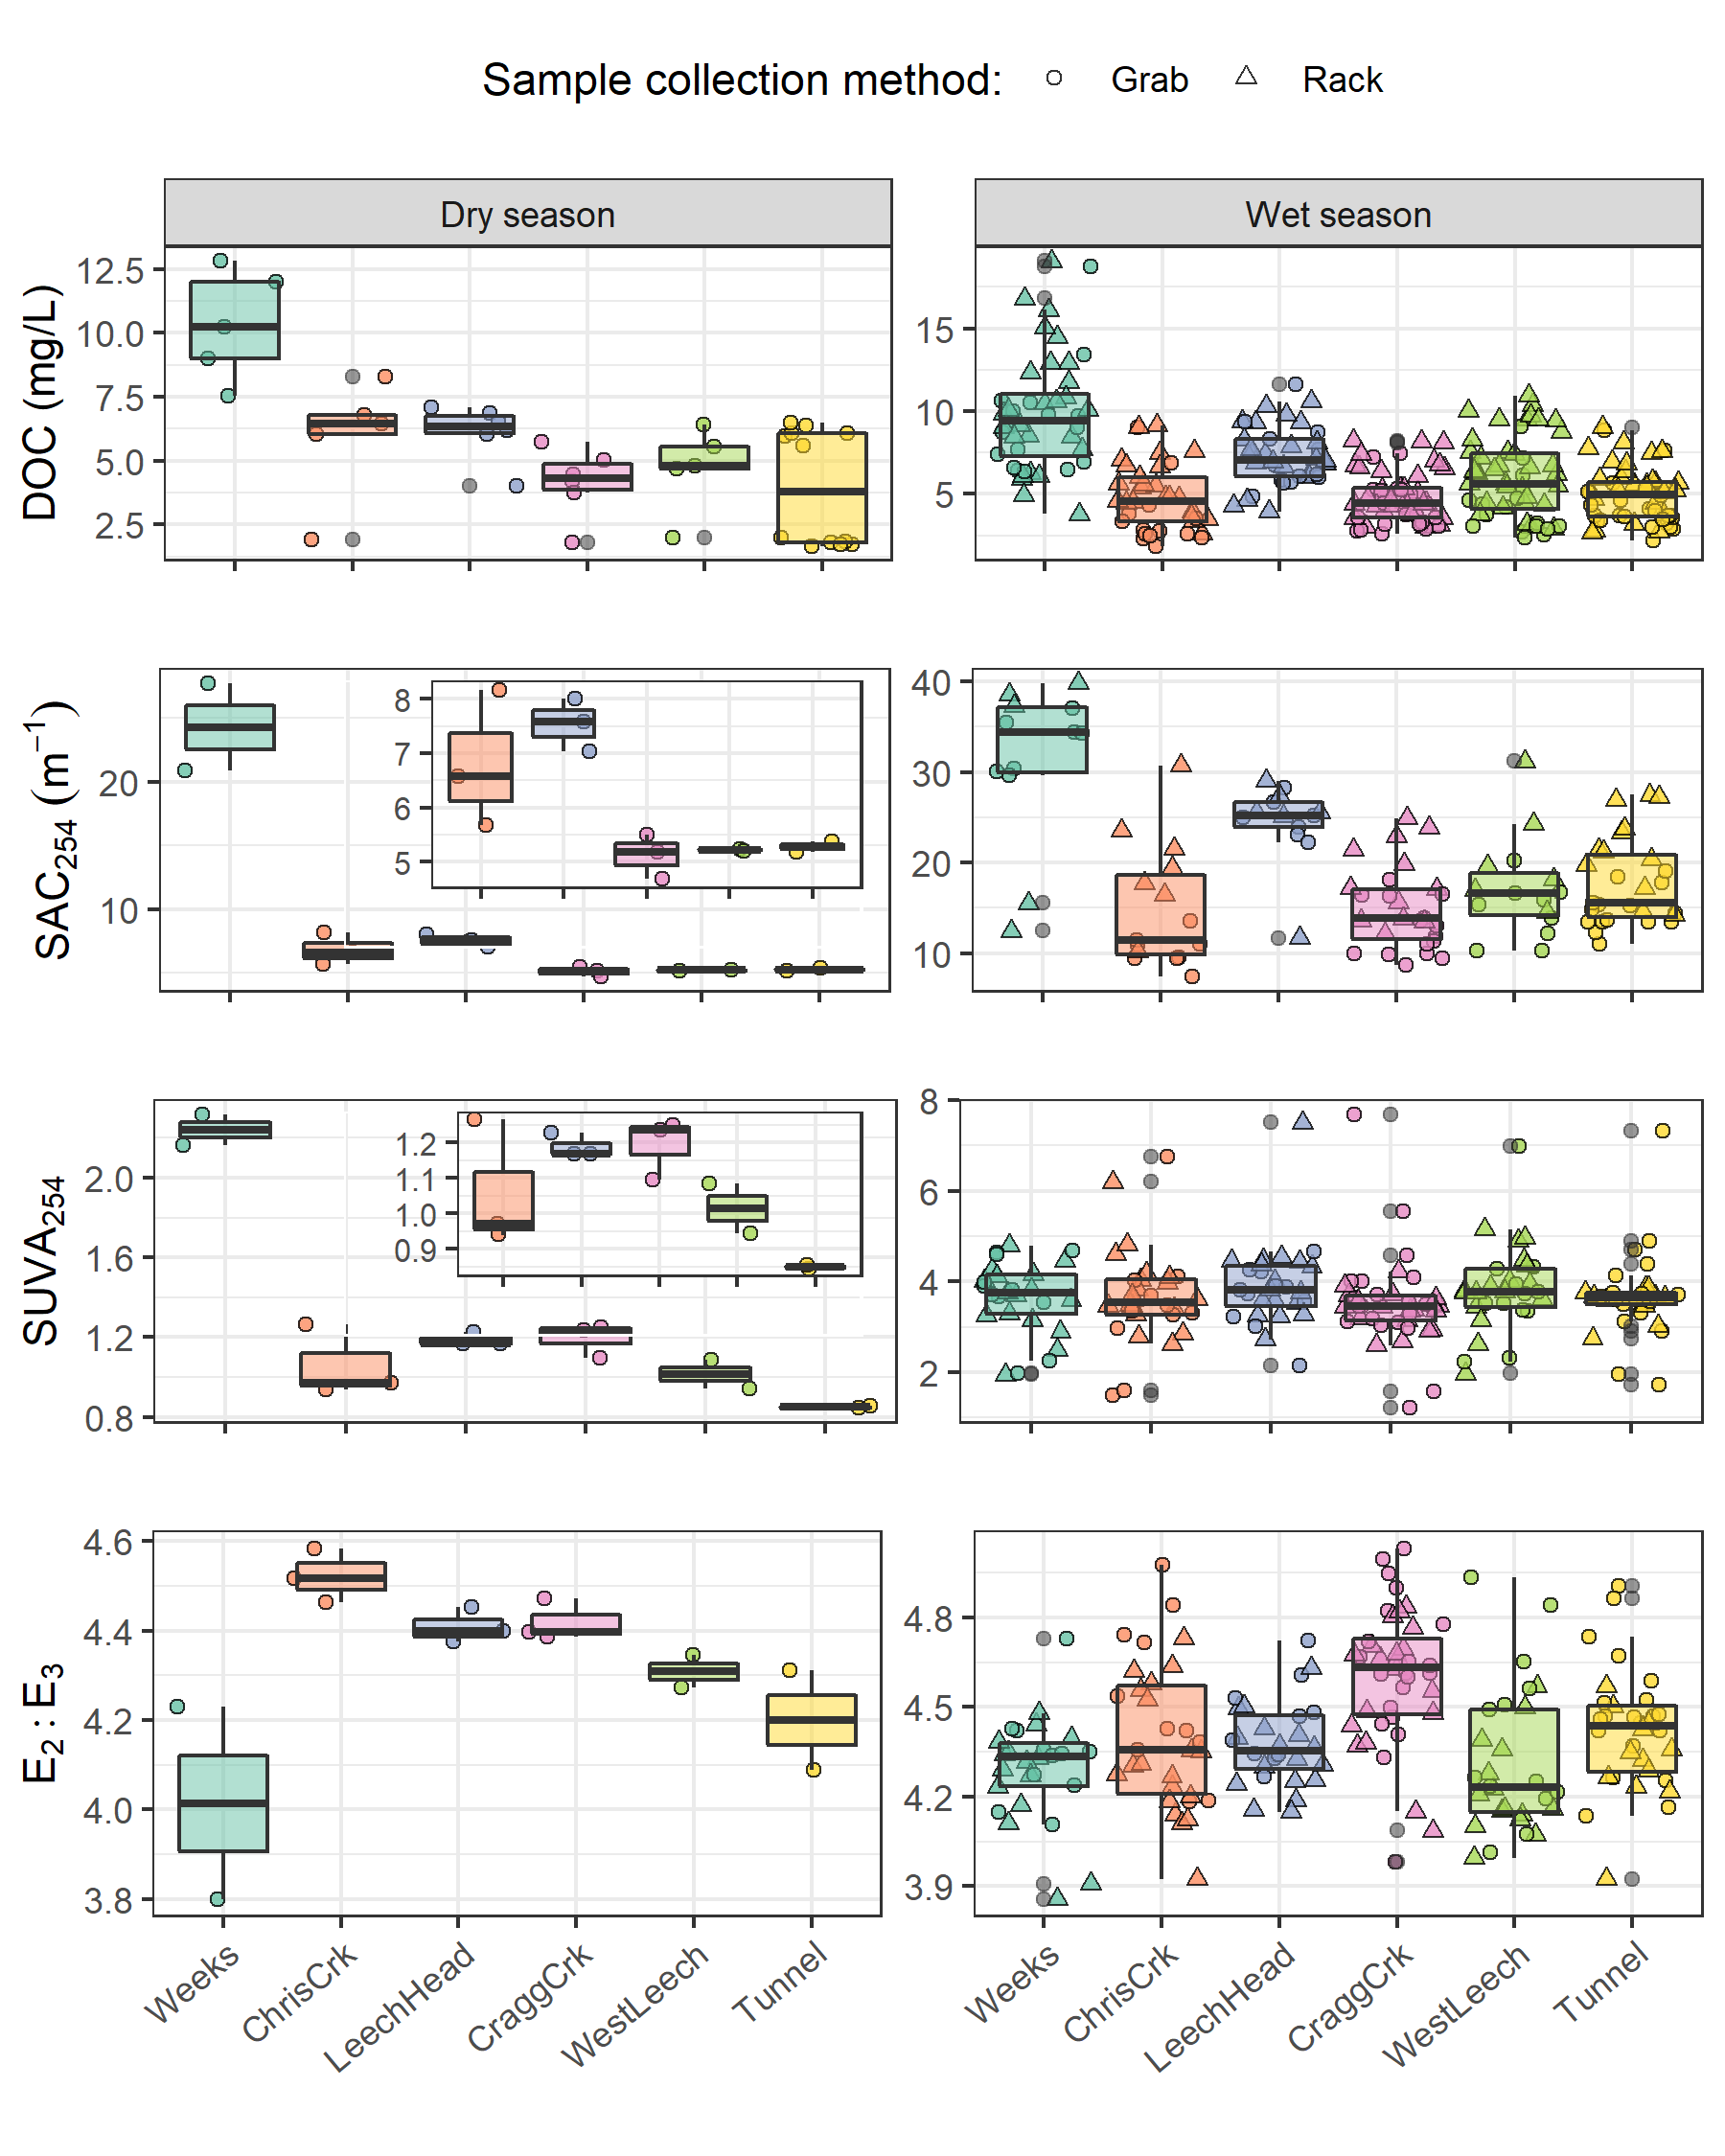 Sample collection method: Grab Rack
Dry season
Wet season
DOC (mg/L)
12.5
10.0
7.5
5.0
2.5
15
10
5
SAC254 (m−1)
20
10
8
7
6
5
40
30
20
10
SUVA254
2.0
1.6
1.2
0.8
1.2
1.1
1.0
0.9
8
6
4
2
E2 : E3
4.6
4.4
4.2
4.0
3.8
4.8
4.5
4.2
3.9
Weeks
ChrisCrk
LeechHead
CraggCrk
WestLeech
Tunnel
Weeks
ChrisCrk
LeechHead
CraggCrk
WestLeech
Tunnel